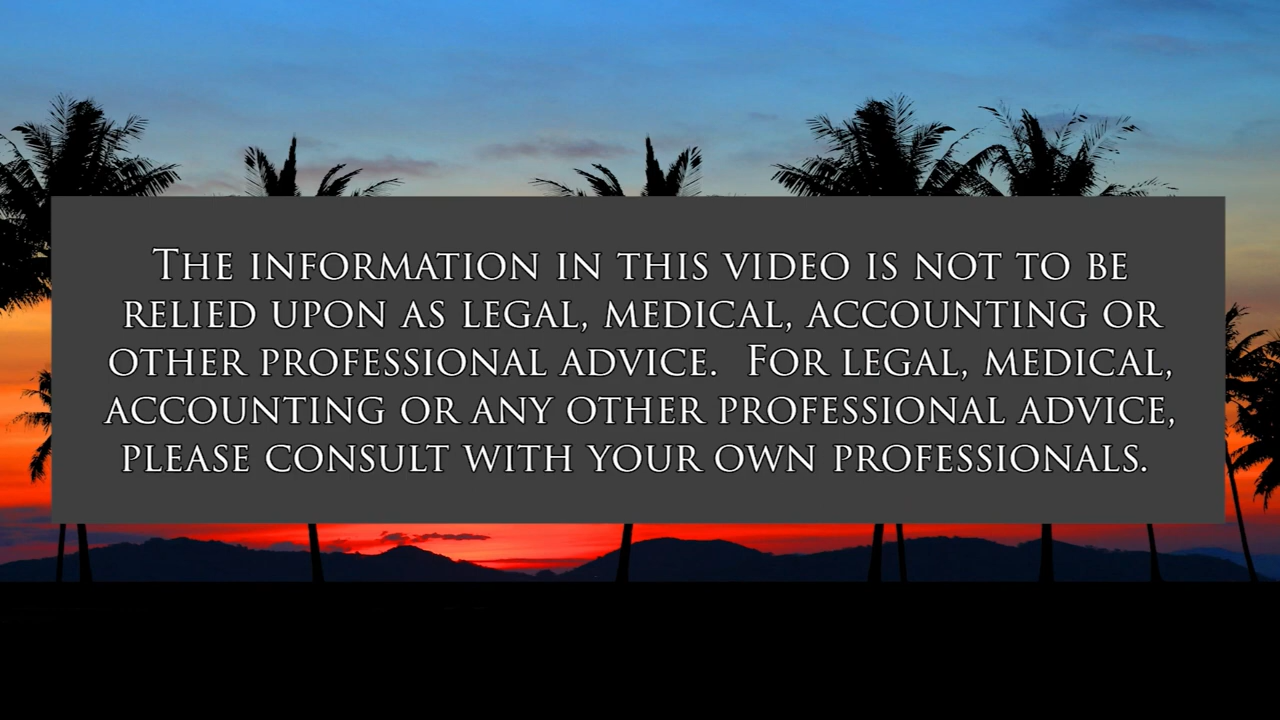 The information in this video is not to be
relied upon as legal, medical, accounting or
other professional advice.  For legal, medical,
accounting or any other professional advice,
please consult with your own professionals.